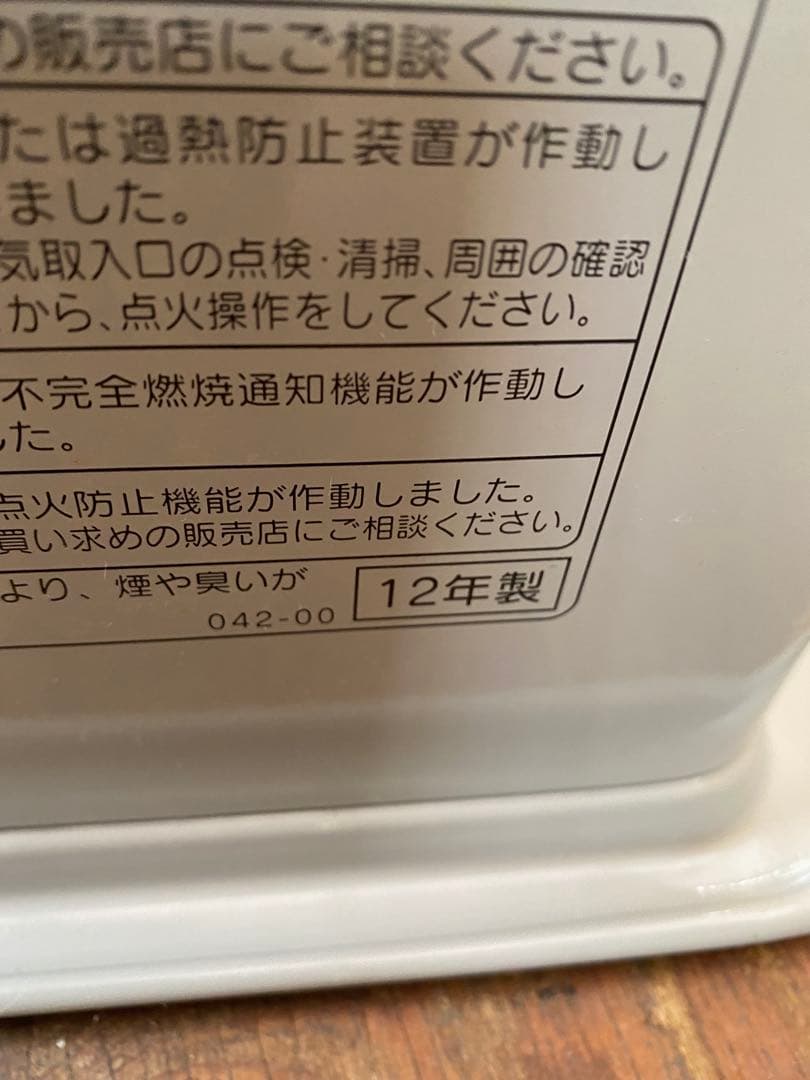 の販売店にご相談ください。
たは過熱防止装置が作動し
ました。
気取入口の点検・清掃、周囲の確認
から、点火操作をしてください。
不完全燃焼通知機能が作動し
した。
点火防止機能が作動しました。
買い求めの販売店にご相談ください。
より、煙や臭いが
042-00
12年製